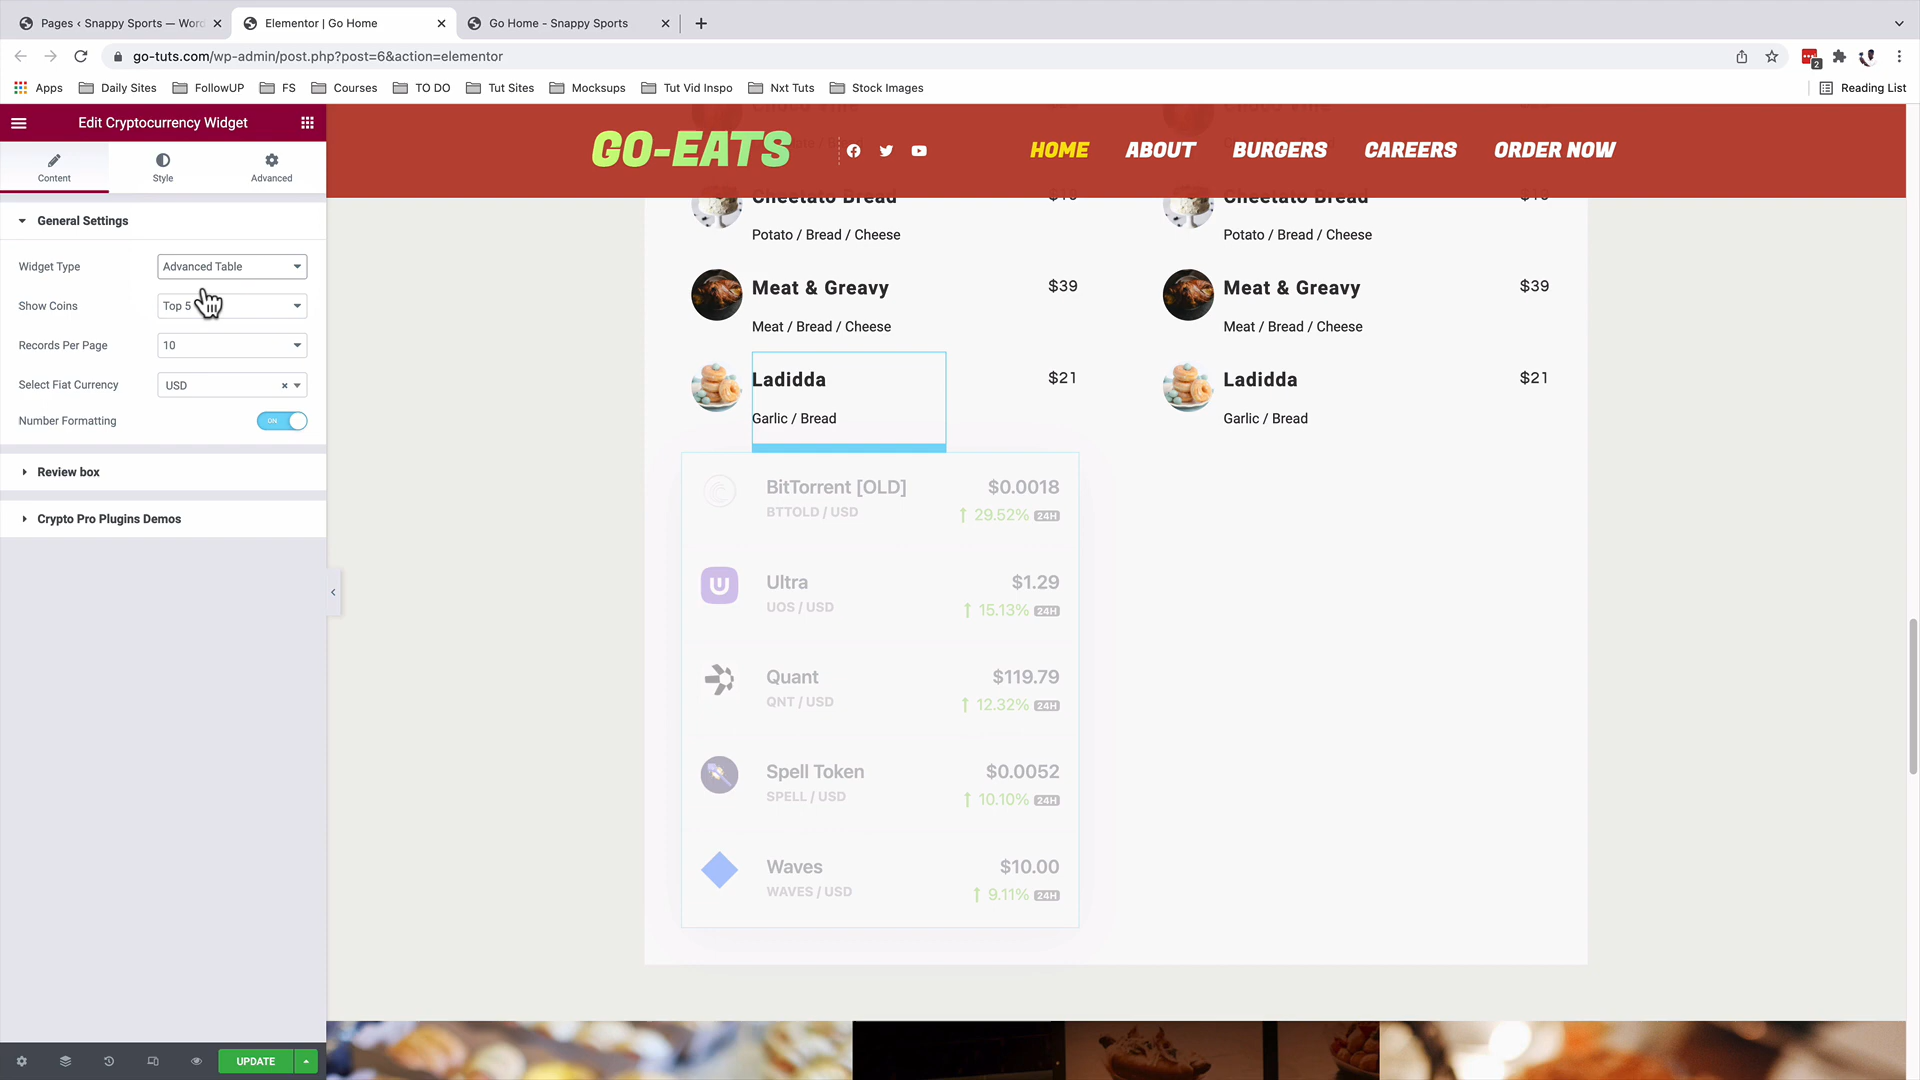 Pages ‹ Snappy Sports — Wor
Elementor | Go Home
Go Home - Snappy Sports
go-tuts.com/wp-admin/post.php?post=6&action=elementor
2
Apps
Daily Sites
FollowUP
FS
Courses
TO DO
Tut Sites
Mocksups
Tut Vid Inspo
Nxt Tuts
Stock Images
Reading List
Edit Cryptocurrency Widget
Content
Style
Advanced
General Settings
Widget Type
Advanced Table
Show Coins
Top 5
Records Per Page
10
Select Fiat Currency
USD
Number Formatting
ON
Review box
Crypto Pro Plugins Demos
UPDATE
GO-EATS
HOME
ABOUT
BURGERS
CAREERS
ORDER NOW
Cheetato Bread
Potato / Bread / Cheese
Meat & Greavy
$39
Meat / Bread / Cheese
Ladidda
$21
Garlic / Bread
Cheetato Bread
Potato / Bread / Cheese
Meat & Greavy
$39
Meat / Bread / Cheese
Ladidda
$21
Garlic / Bread
BitTorrent [OLD]
$0.0018
BTTOLD / USD
29.52% 24H
Ultra
$1.29
UOS / USD
15.13% 24H
Quant
$119.79
QNT / USD
12.32% 24H
Spell Token
$0.0052
SPELL / USD
10.10% 24H
Waves
$10.00
WAVES / USD
9.11% 24H